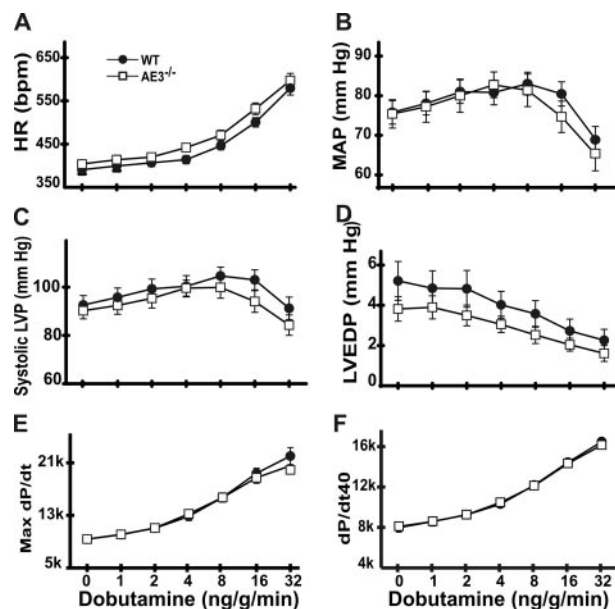 A
HR (bpm)
650
550
450
350
WT
AE3-/-
B
MAP (mm Hg)
90
80
70
60
C
Systolic LVP (mm Hg)
100
80
60
D
LVEDP (mm Hg)
6
4
2
0
E
Max dP/dt
21k
13k
5k
0 1 2 4 8 16 32
Dobutamine (ng/g/min)
F
dP/dt40
16k
12k
8k
4k
0 1 2 4 8 16 32
Dobutamine (ng/g/min)